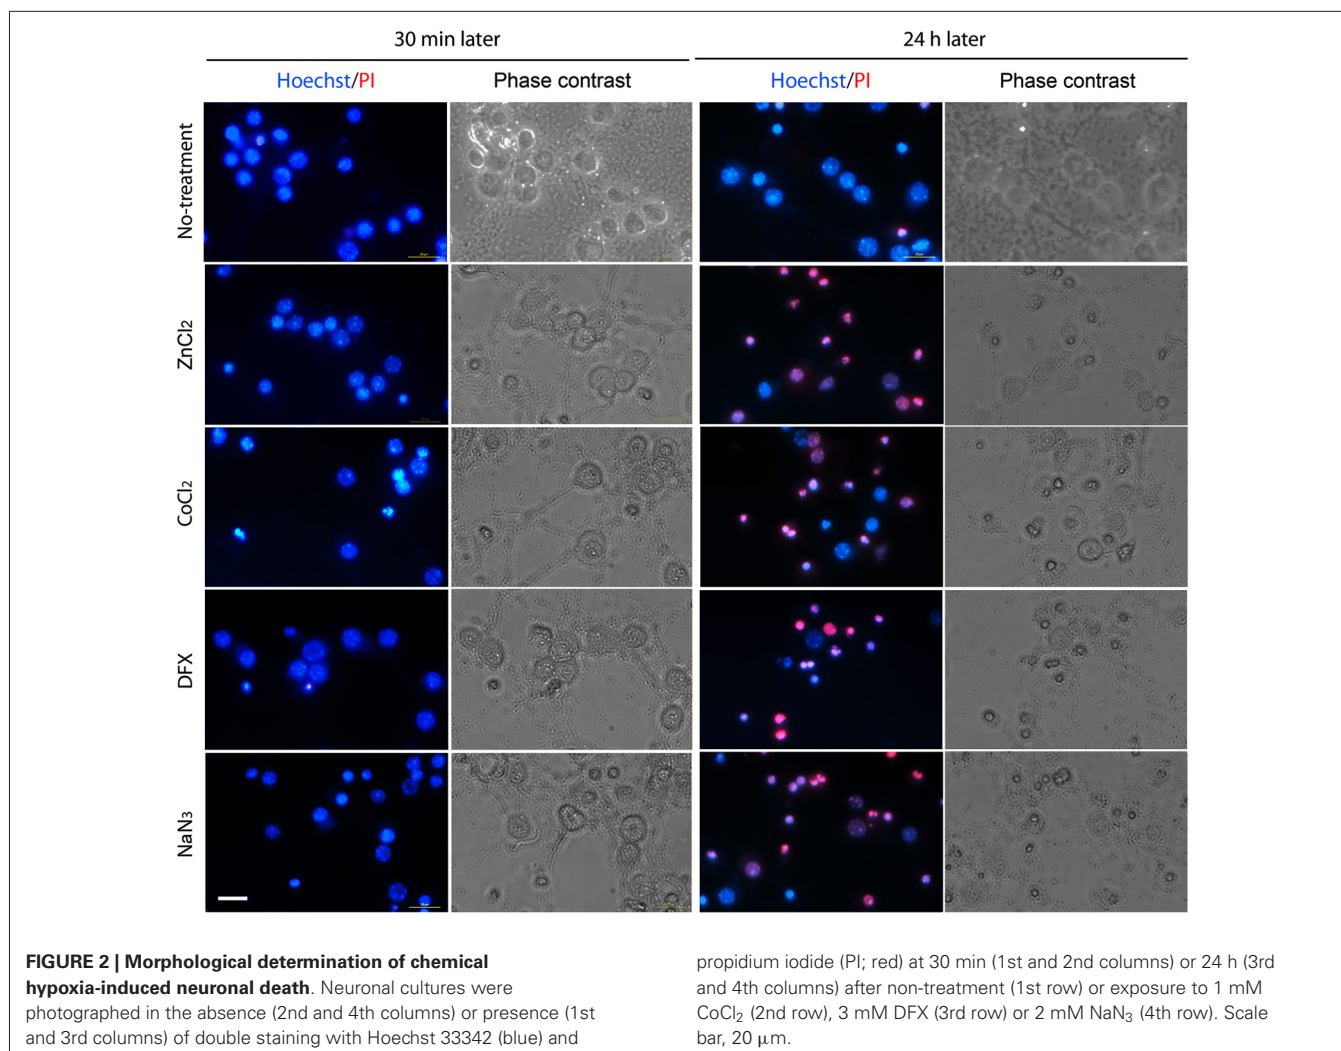 30 min later
24 h later
Hoechst/PI
Phase contrast
Hoechst/PI
Phase contrast
No-treatment
ZnCl2
CoCl2
DFX
NaN3
FIGURE 2 | Morphological determination of chemical
hypoxia-induced neuronal death. Neuronal cultures were
photographed in the absence (2nd and 4th columns) or presence (1st
and 3rd columns) of double staining with Hoechst 33342 (blue) and
propidium iodide (PI; red) at 30 min (1st and 2nd columns) or 24 h (3rd
and 4th columns) after non-treatment (1st row) or exposure to 1 mM
CoCl2 (2nd row), 3 mM DFX (3rd row) or 2 mM NaN3 (4th row). Scale
bar, 20 μm.